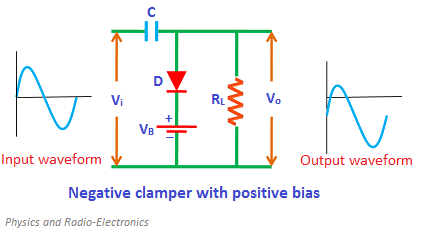 C
D
Vi
RL
Vo
VB
+
−
Input waveform
Output waveform
Negative clamper with positive bias
Physics and Radio-Electronics